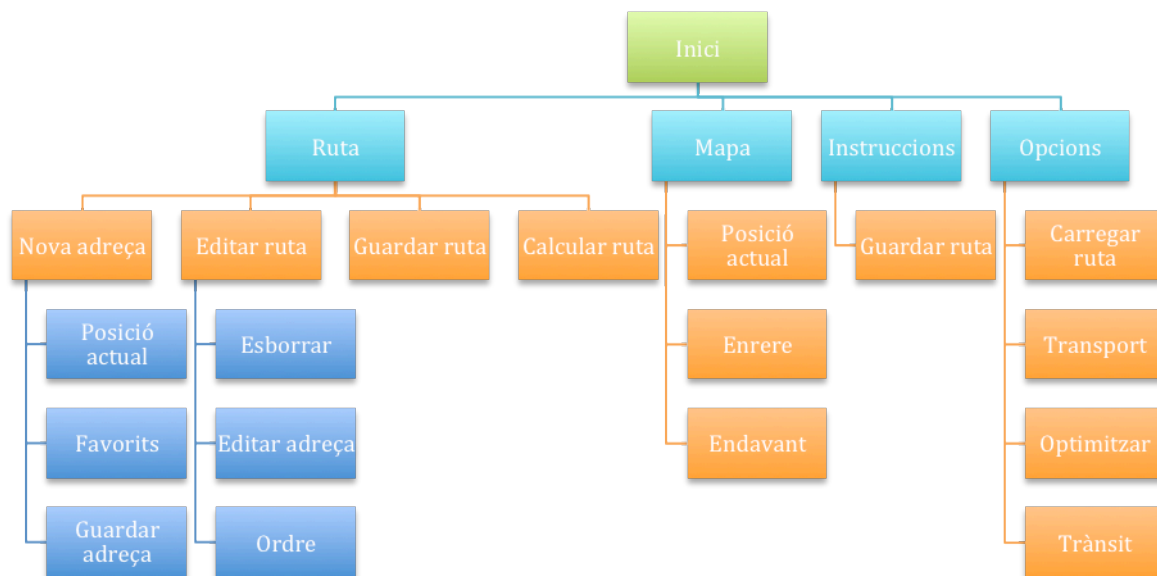 Inici
Ruta
Mapa
Instruccions
Opcions
Nova adreça
Editar ruta
Guardar ruta
Calcular ruta
Posició
actual
Guardar ruta
Carregar
ruta
Posició
actual
Esborrar
Enrere
Transport
Favorits
Editar adreça
Endavant
Optimitzar
Guardar
adreça
Ordre
Trànsit